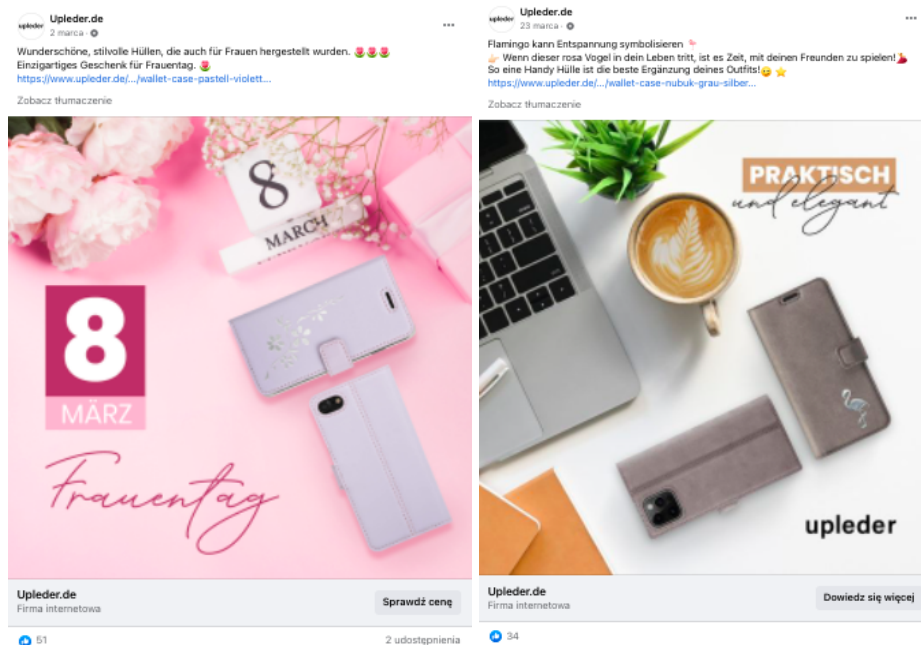 upleder
Upleder.de
2 marca
Wunderschöne, stilvolle Hüllen, die auch für Frauen hergestellt wurden. 🌷🌷🌷
Einzigartiges Geschenk für Frauentag. 🌷
https://www.upleder.de/.../wallet-case-pastell-violett...
Zobacz tłumaczenie
8
MARCH
8
MÄRZ
Frauentag
Upleder.de
Firma internetowa
Sprawdź cenę
51
2 udostępnienia
upleder
Upleder.de
23 marca
Flamingo kann Entspannung symbolisieren 🦩
👉🏻 Wenn dieser rosa Vogel in dein Leben tritt, ist es Zeit, mit deinen Freunden zu spielen!💃
So eine Handy Hülle ist die beste Ergänzung deines Outfits!😜 ⭐
https://www.upleder.de/.../wallet-case-nubuk-grau-silber...
Zobacz tłumaczenie
PRAKTISCH
und elegant
upleder
Upleder.de
Firma internetowa
Dowiedz się więcej
34